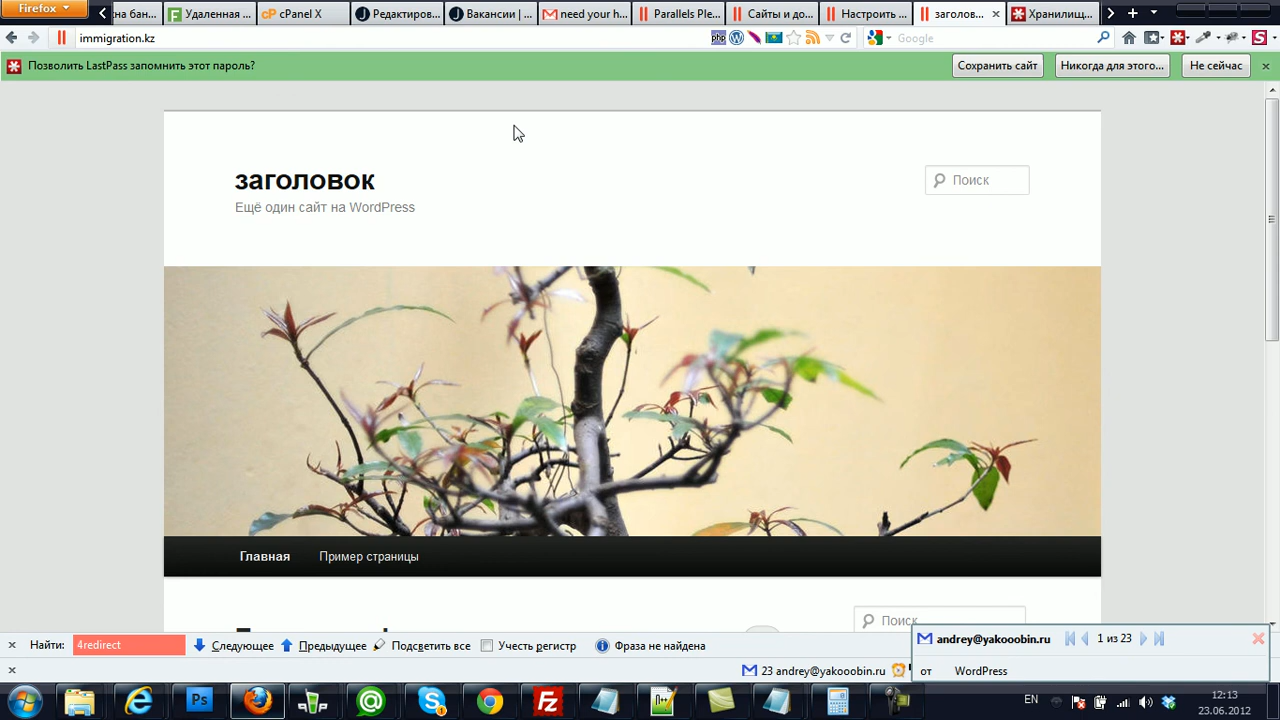 Firefox
жна бан...
Удаленная ...
cPanel X
Редактиров...
Вакансии | ...
need your h...
Parallels Ple...
Сайты и до...
Настроить ...
заголов...
Хранилищ...
immigration.kz
php
Google
Позволить LastPass запомнить этот пароль?
Сохранить сайт
Никогда для этого...
Не сейчас
заголовок
Поиск
Ещё один сайт на WordPress
Главная
Пример страницы
Поиск
Найти:
4redirect
Следующее
Предыдущее
Подсветить все
Учесть регистр
Фраза не найдена
andrey@yakooobin.ru
1 из 23
23 andrey@yakooobin.ru
от WordPress
Ps
EN
12:13
23.06.2012